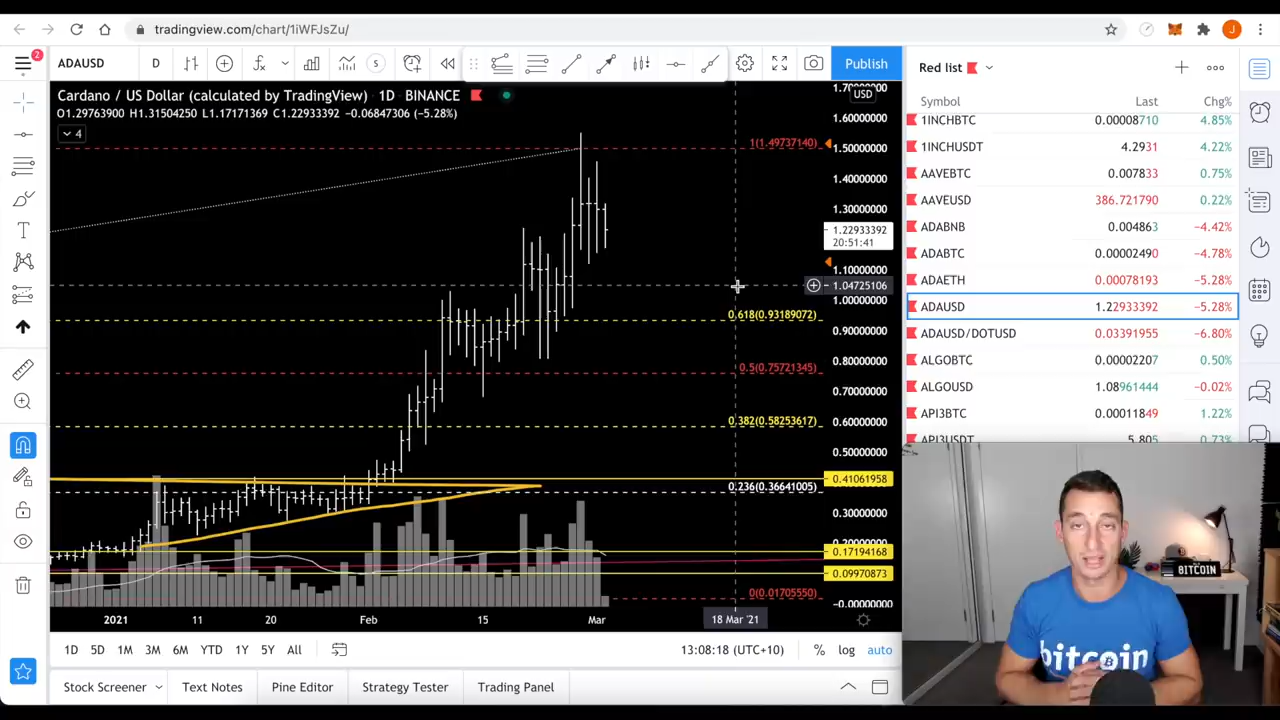 tradingview.com/chart/1iWFJsZu/
J
2
ADAUSD
D
S
Publish
Red list
Cardano / US Dollar (calculated by TradingView) • 1D • BINANCE
O1.29763900 H1.31504250 L1.17171369 C1.22933392 −0.06847306 (−5.28%)
4
1.70000000
USD
1.60000000
1(1.49737140)
1.50000000
1.40000000
1.30000000
1.22933392
20:51:41
1.10000000
1.04725106
1.00000000
0.618(0.93189072)
0.90000000
0.80000000
0.5(0.75721345)
0.70000000
0.382(0.58253617)
0.60000000
0.50000000
0.41061958
0.236(0.36641005)
0.30000000
0.20000000
0.17194168
0.09970873
0(0.01705550)
−0.00000000
2021
11
20
Feb
15
Mar
18 Mar '21
1D
5D
1M
3M
6M
YTD
1Y
5Y
All
13:08:18 (UTC+10)
%
log
auto
Stock Screener
Text Notes
Pine Editor
Strategy Tester
Trading Panel
Symbol Last Chg%
1INCHBTC 0.00008710 4.85%
1INCHUSDT 4.2931 4.22%
AAVEBTC 0.007833 0.75%
AAVEUSD 386.721790 0.22%
ADABNB 0.004863 −4.42%
ADABTC 0.00002490 −4.78%
ADAETH 0.00078193 −5.28%
ADAUSD 1.22933392 −5.28%
ADAUSD/DOTUSD 0.03391955 −6.80%
ALGOBTC 0.00002207 0.50%
ALGOUSD 1.08961444 −0.02%
API3BTC 0.00011849 1.22%
API3USDT 5.805 0.73%
BITCOIN
bitcoin